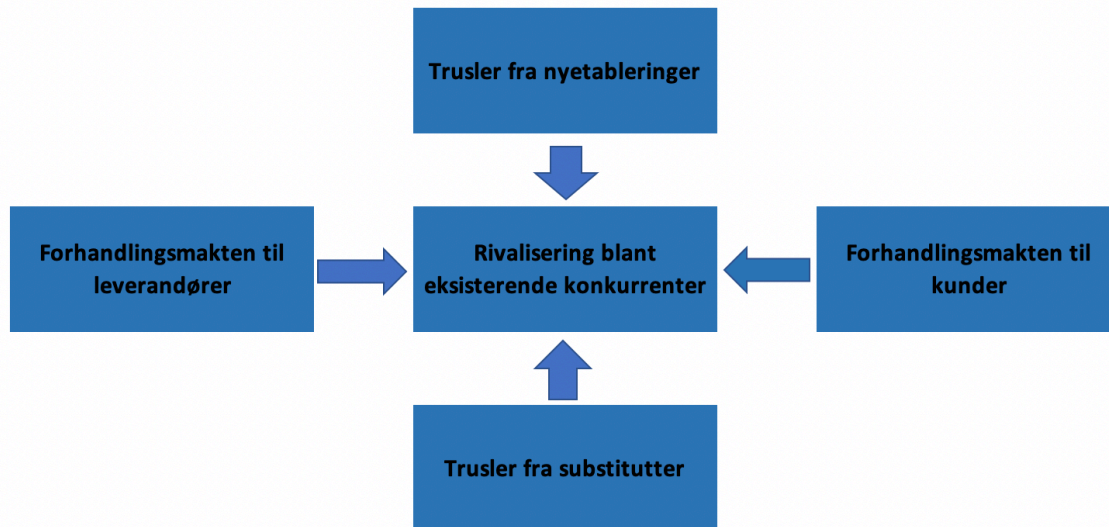 Trusler fra nyetableringer
Forhandlingsmakten til
leverandører
Rivalisering blant
eksisterende konkurrenter
Forhandlingsmakten til
kunder
Trusler fra substitutter